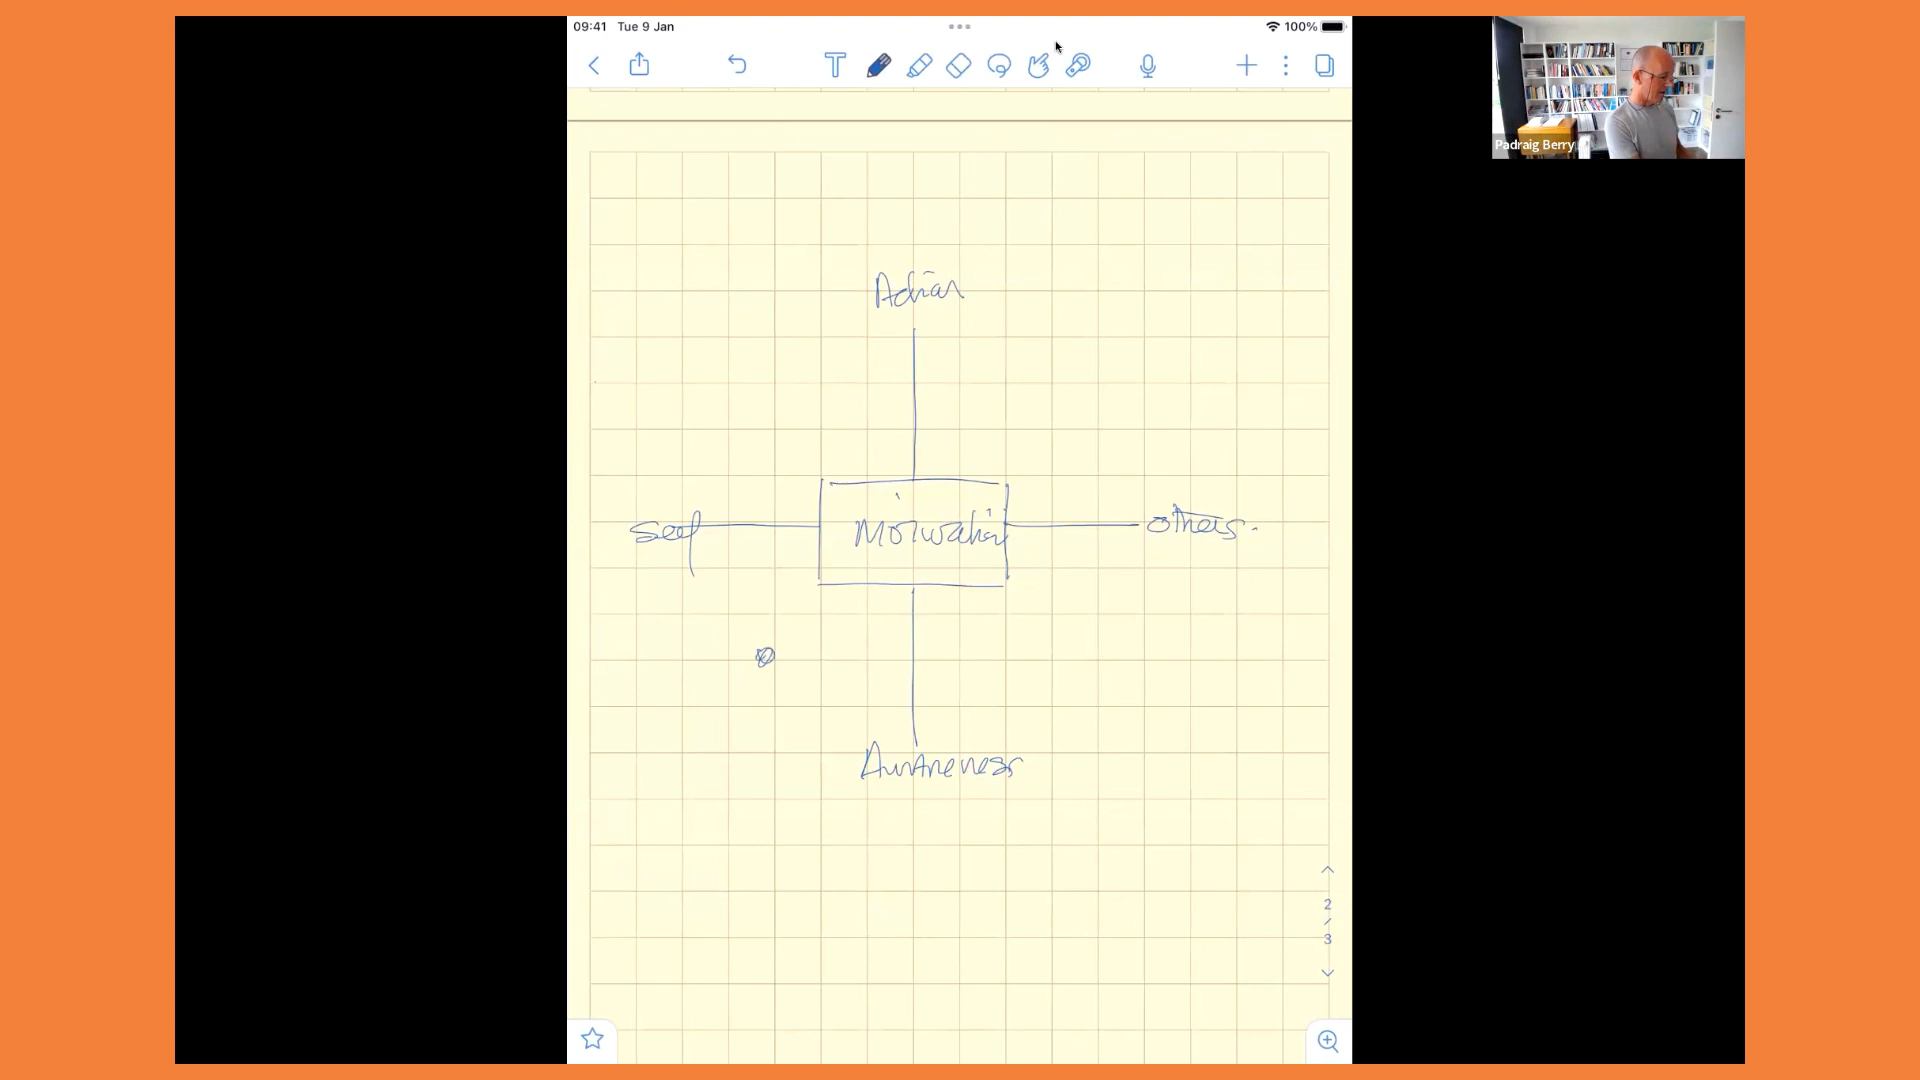 09:41 Tue 9 Jan
100%
Padraig Berry
Action
self
Motivation
others.
Awareness
2
/
3